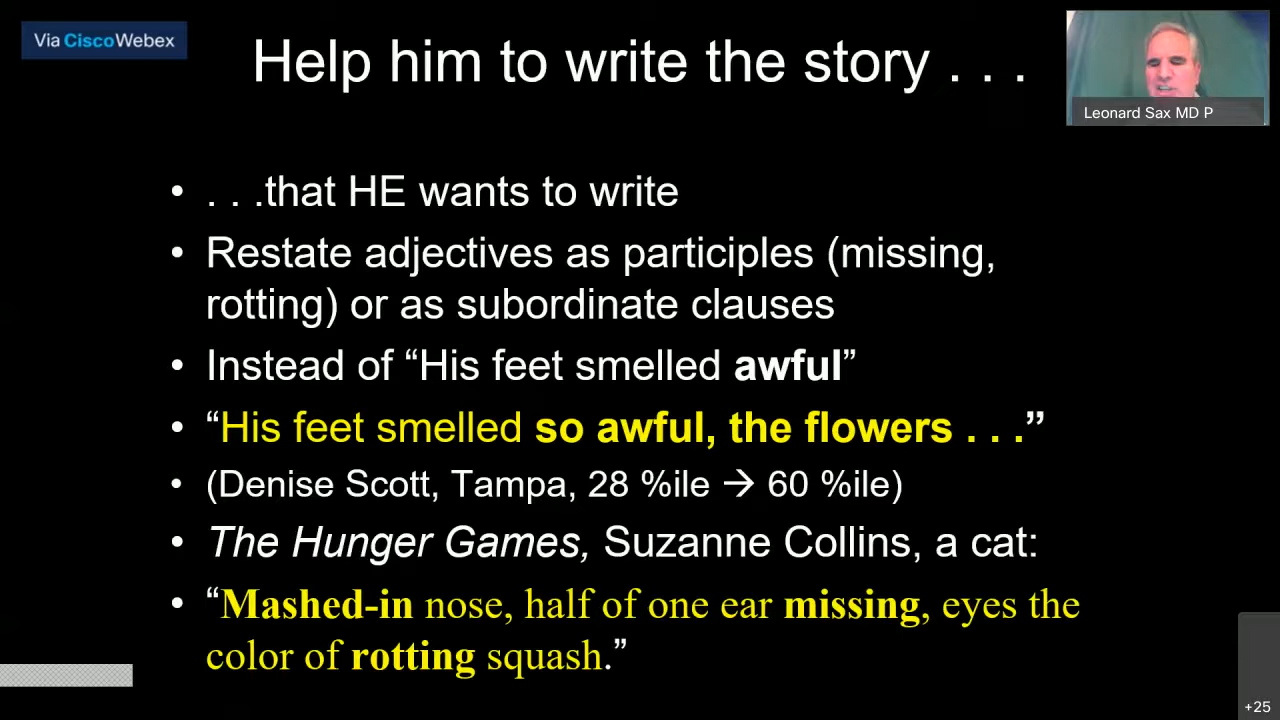 Via CiscoWebex
Help him to write the story . . .
Leonard Sax MD P
• . . .that HE wants to write
• Restate adjectives as participles (missing,
rotting) or as subordinate clauses
• Instead of “His feet smelled awful”
• “His feet smelled so awful, the flowers . . .”
• (Denise Scott, Tampa, 28 %ile → 60 %ile)
• The Hunger Games, Suzanne Collins, a cat:
• “Mashed-in nose, half of one ear missing, eyes the
color of rotting squash.”
+25